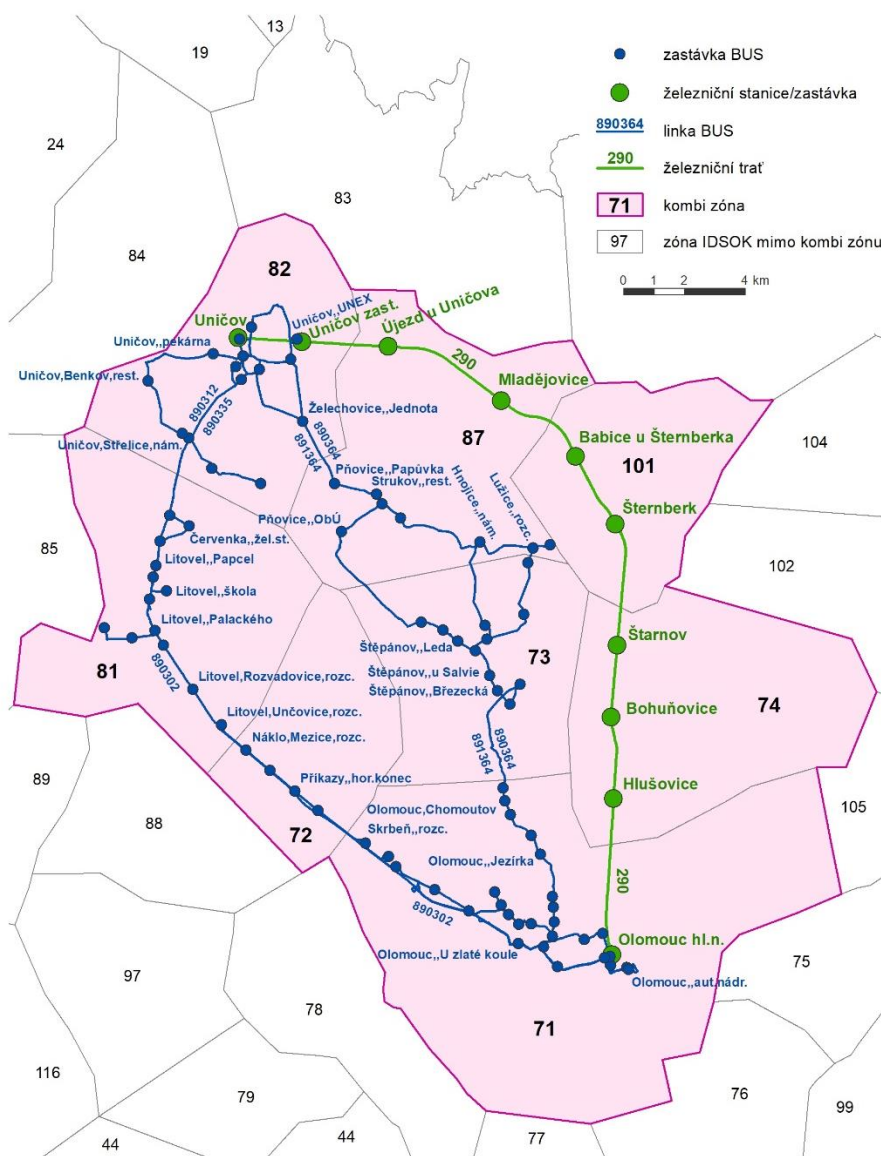 13
19
24
83
84
82
104
85
101
87
102
81
73
74
89
88
72
105
97
75
78
71
116
79
76
99
44
44
77
zastávka BUS
železniční stanice/zastávka
890364
linka BUS
290
železniční trať
71
kombi zóna
97
zóna IDSOK mimo kombi zónu
0 2 4 km
Uničov,,UNEX
Uničov
Uničov zast.
Újezd u Uničova
Uničov,,pekárna
290
Uničov,Benkov,rest.
890312
890335
Mladějovice
Želechovice,,Jednota
890364
891364
Babice u Šternberka
Uničov,Střelice,nám.
Pňovice,,Papůvka
Strukov,,rest.
Hnojice,,nám.
Lužice,,rozc.
Šternberk
Pňovice,,ObÚ
Červenka,,žel.st.
Litovel,,Papcel
Litovel,,škola
Litovel,,Palackého
890302
Štěpánov,,Leda
Štarnov
Štěpánov,,u Salvie
Litovel,Rozvadovice,rozc.
Štěpánov,,Březecká
Litovel,Unčovice,rozc.
Bohuňovice
Náklo,Mezice,rozc.
890364
891364
Příkazy,,hor.konec
Hlušovice
Olomouc,Chomoutov
Skrbeň,,rozc.
Olomouc,,Jezírka
890302
290
Olomouc,,U zlaté koule
Olomouc hl.n.
Olomouc,,aut.nádr.